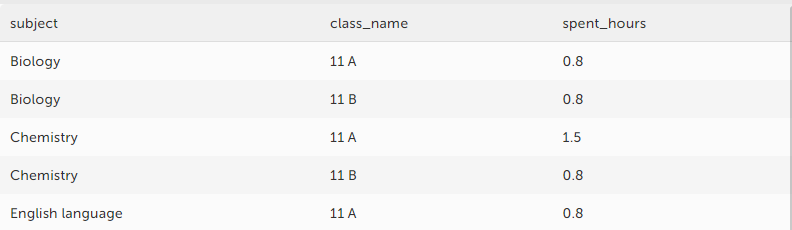 subject class_name spent_hours
Biology 11 A 0.8
Biology 11 B 0.8
Chemistry 11 A 1.5
Chemistry 11 B 0.8
English language 11 A 0.8